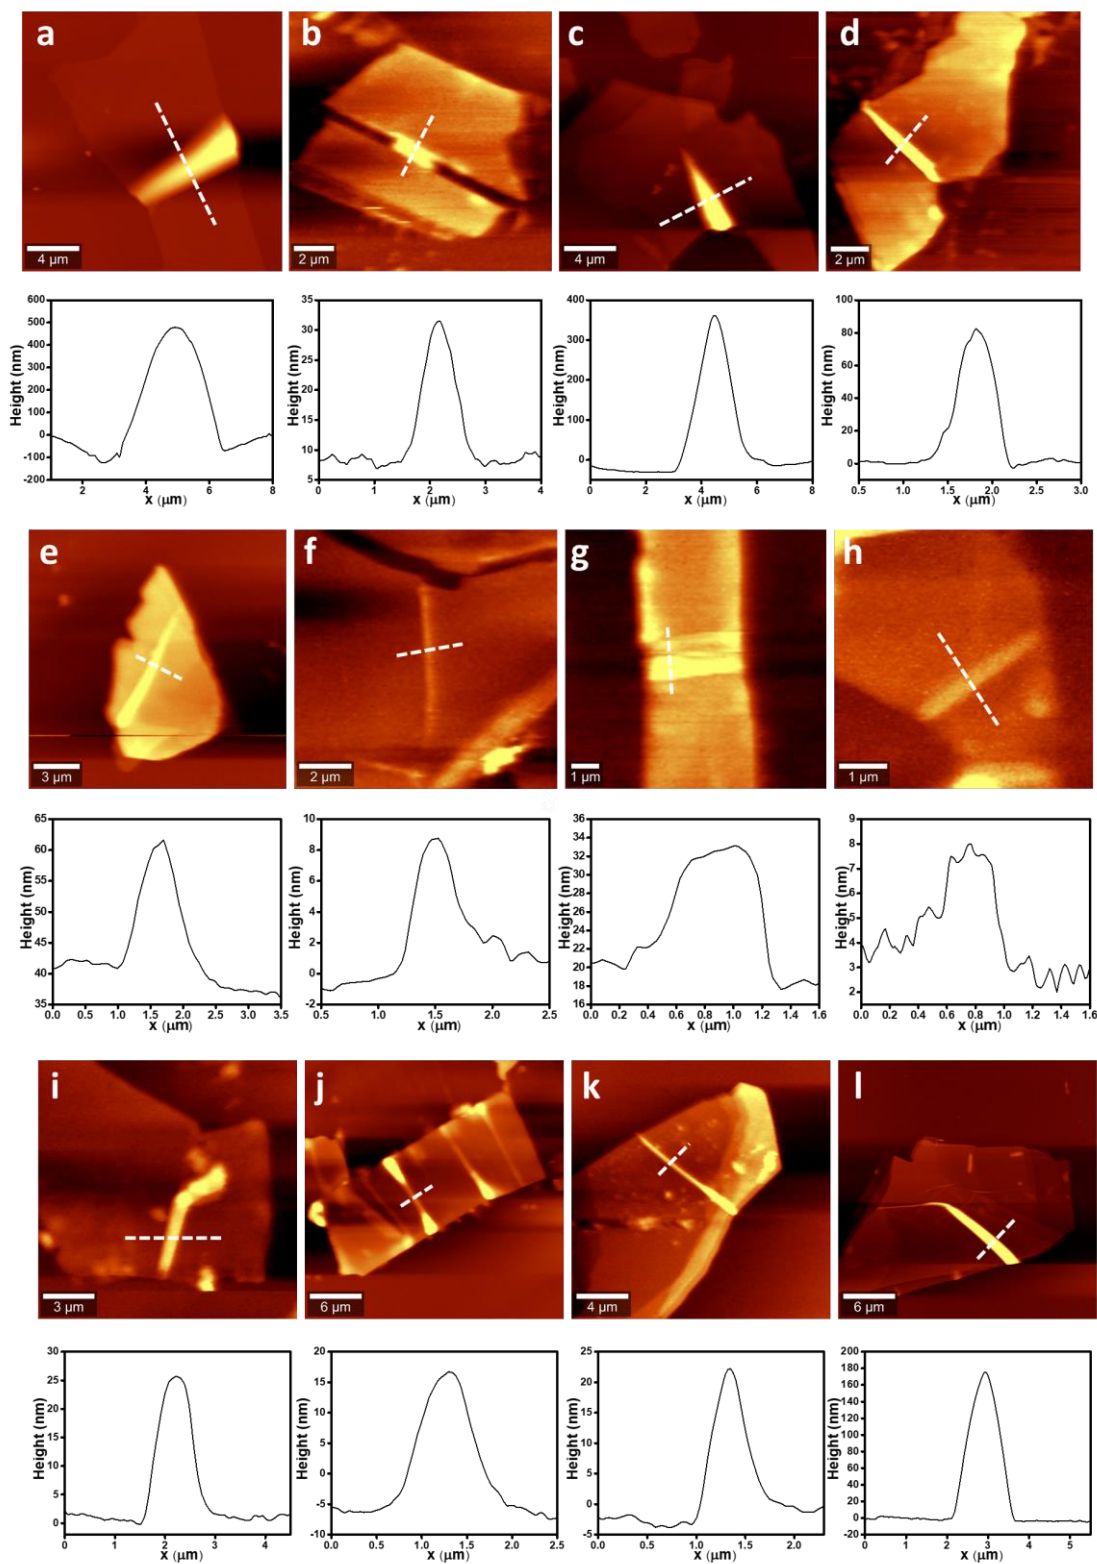 a b c d
4 µm 2 µm 4 µm 2 µm
600 500 400 300 200 100 0 -100 -200
Height (nm)
2 4 6 8
x (µm)
35 30 25 20 15 10 5
Height (nm)
0 1 2 3 4
x (µm)
400 300 200 100 0
Height (nm)
0 2 4 6 8
x (µm)
100 80 60 40 20 0
Height (nm)
0.5 1.0 1.5 2.0 2.5 3.0
x (µm)
e f g h
3 µm 2 µm 1 µm 1 µm
65 60 55 50 45 40 35
Height (nm)
0.0 0.5 1.0 1.5 2.0 2.5 3.0 3.5
x (µm)
10 8 6 4 2 0 -2
Height (nm)
0.5 1.0 1.5 2.0 2.5
x (µm)
36 34 32 30 28 26 24 22 20 18 16
Height (nm)
0.0 0.2 0.4 0.6 0.8 1.0 1.2 1.4 1.6
x (µm)
9 8 7 6 5 4 3 2
Height (nm)
0.0 0.2 0.4 0.6 0.8 1.0 1.2 1.4 1.6
x (µm)
i j k l
3 µm 6 µm 4 µm 6 µm
30 25 20 15 10 5 0
Height (nm)
0 1 2 3 4
x (µm)
20 15 10 5 0 -5 -10
Height (nm)
0.0 0.5 1.0 1.5 2.0 2.5
x (µm)
25 20 15 10 5 0 -5
Height (nm)
0.0 0.5 1.0 1.5 2.0
x (µm)
200 180 160 140 120 100 80 60 40 20 0 -20
Height (nm)
0 1 2 3 4 5
x (µm)